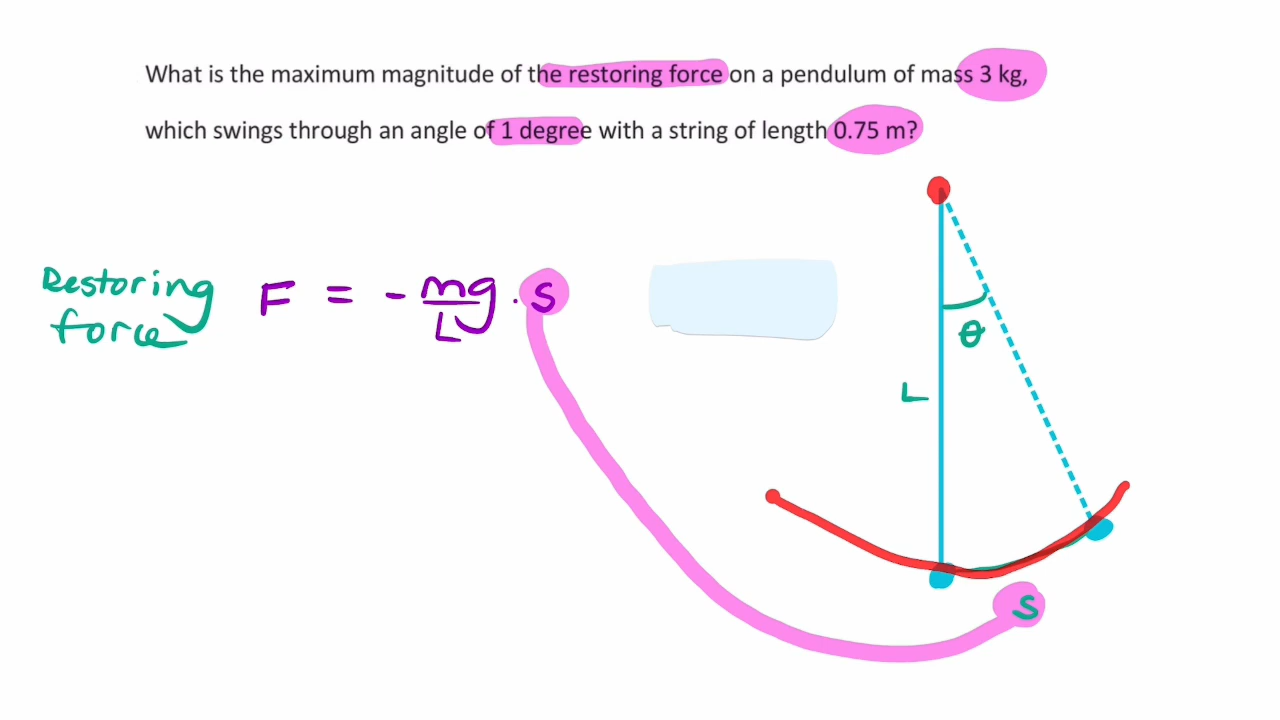 What is the maximum magnitude of the restoring force on a pendulum of mass 3 kg,
which swings through an angle of 1 degree with a string of length 0.75 m?
Restoring
force
F = - mg/L · S
θ
L
S